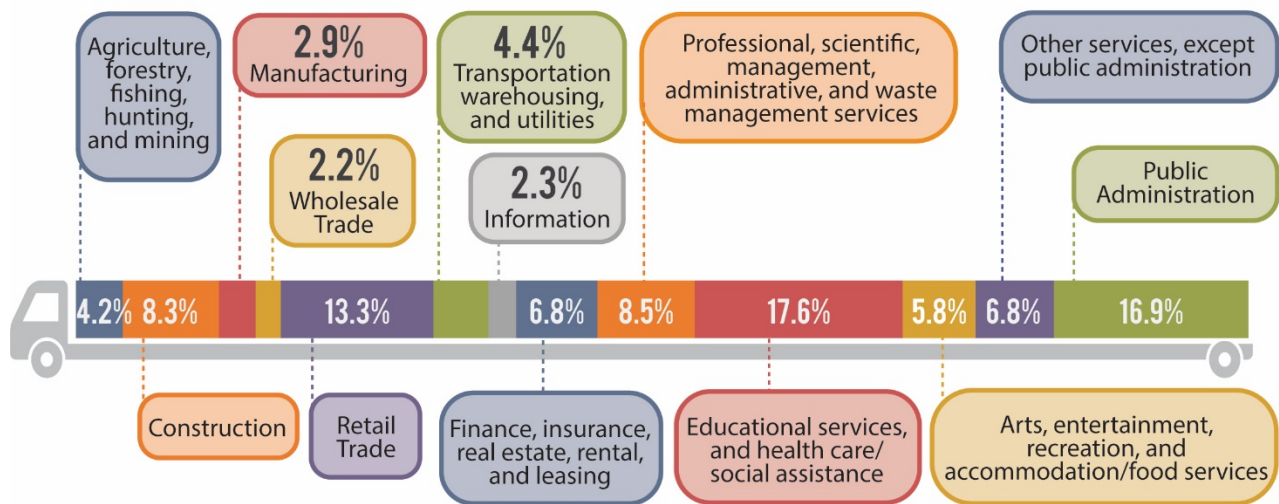 Agriculture,
forestry,
fishing,
hunting,
and mining
2.9%
Manufacturing
2.2%
Wholesale
Trade
4.4%
Transportation
warehousing,
and utilities
2.3%
Information
Professional, scientific,
management,
administrative, and waste
management services
Other services, except
public administration
Public
Administration
4.2%
8.3%
13.3%
6.8%
8.5%
17.6%
5.8%
6.8%
16.9%
Construction
Retail
Trade
Finance, insurance,
real estate, rental,
and leasing
Educational services,
and health care/
social assistance
Arts, entertainment,
recreation, and
accommodation/food services